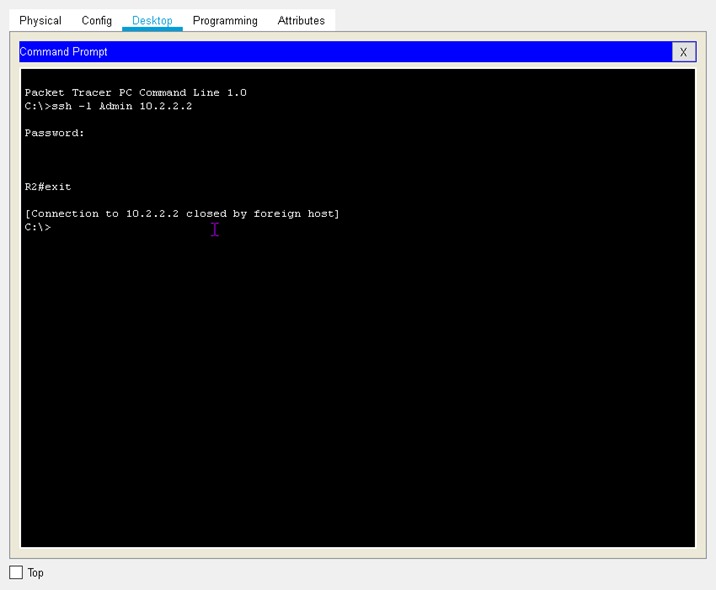 Physical Config Desktop Programming Attributes
Command Prompt X
Packet Tracer PC Command Line 1.0
C:\>ssh -l Admin 10.2.2.2
Password:
R2#exit
[Connection to 10.2.2.2 closed by foreign host]
C:\>
Top